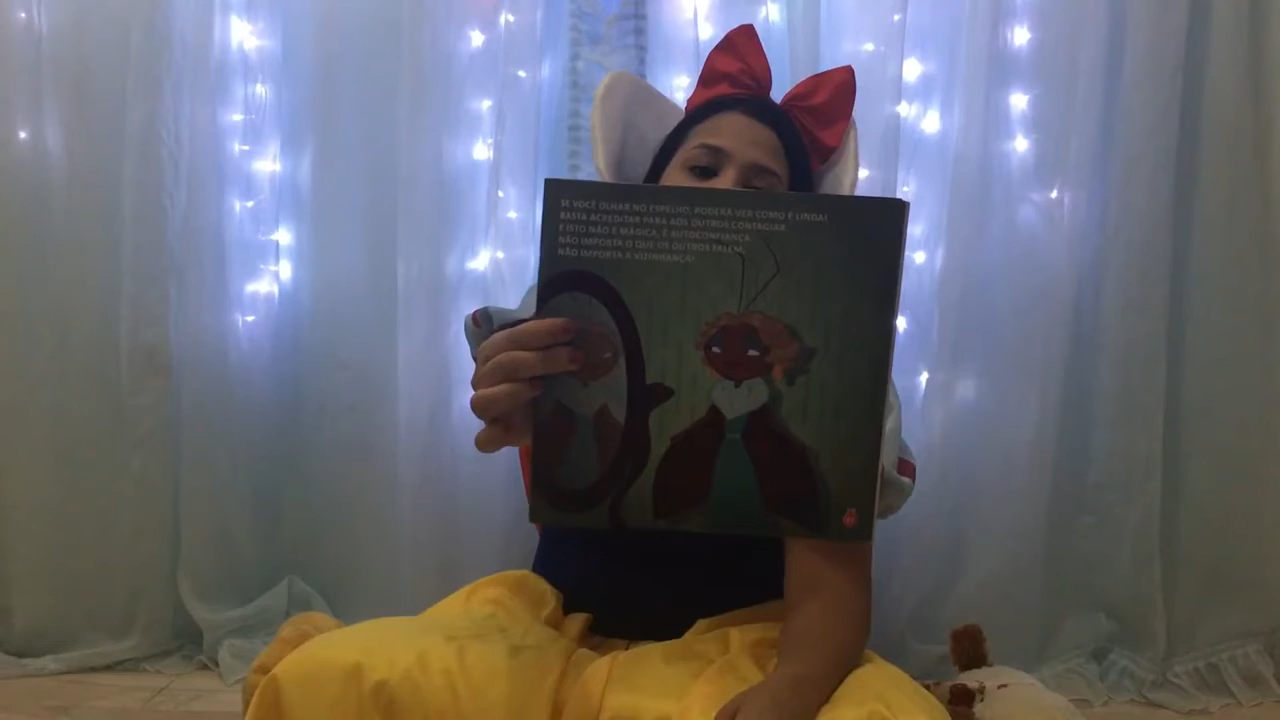 SE VOCÊ OLHAR NO ESPELHO, PODERÁ VER COMO É LINDA!
BASTA ACREDITAR PARA AOS OUTROS CONTAGIAR.
E ISTO NÃO É MÁGICA, É AUTOCONFIANÇA.
NÃO IMPORTA O QUE OS OUTROS FALEM,
NÃO IMPORTA A VIZINHANÇA!